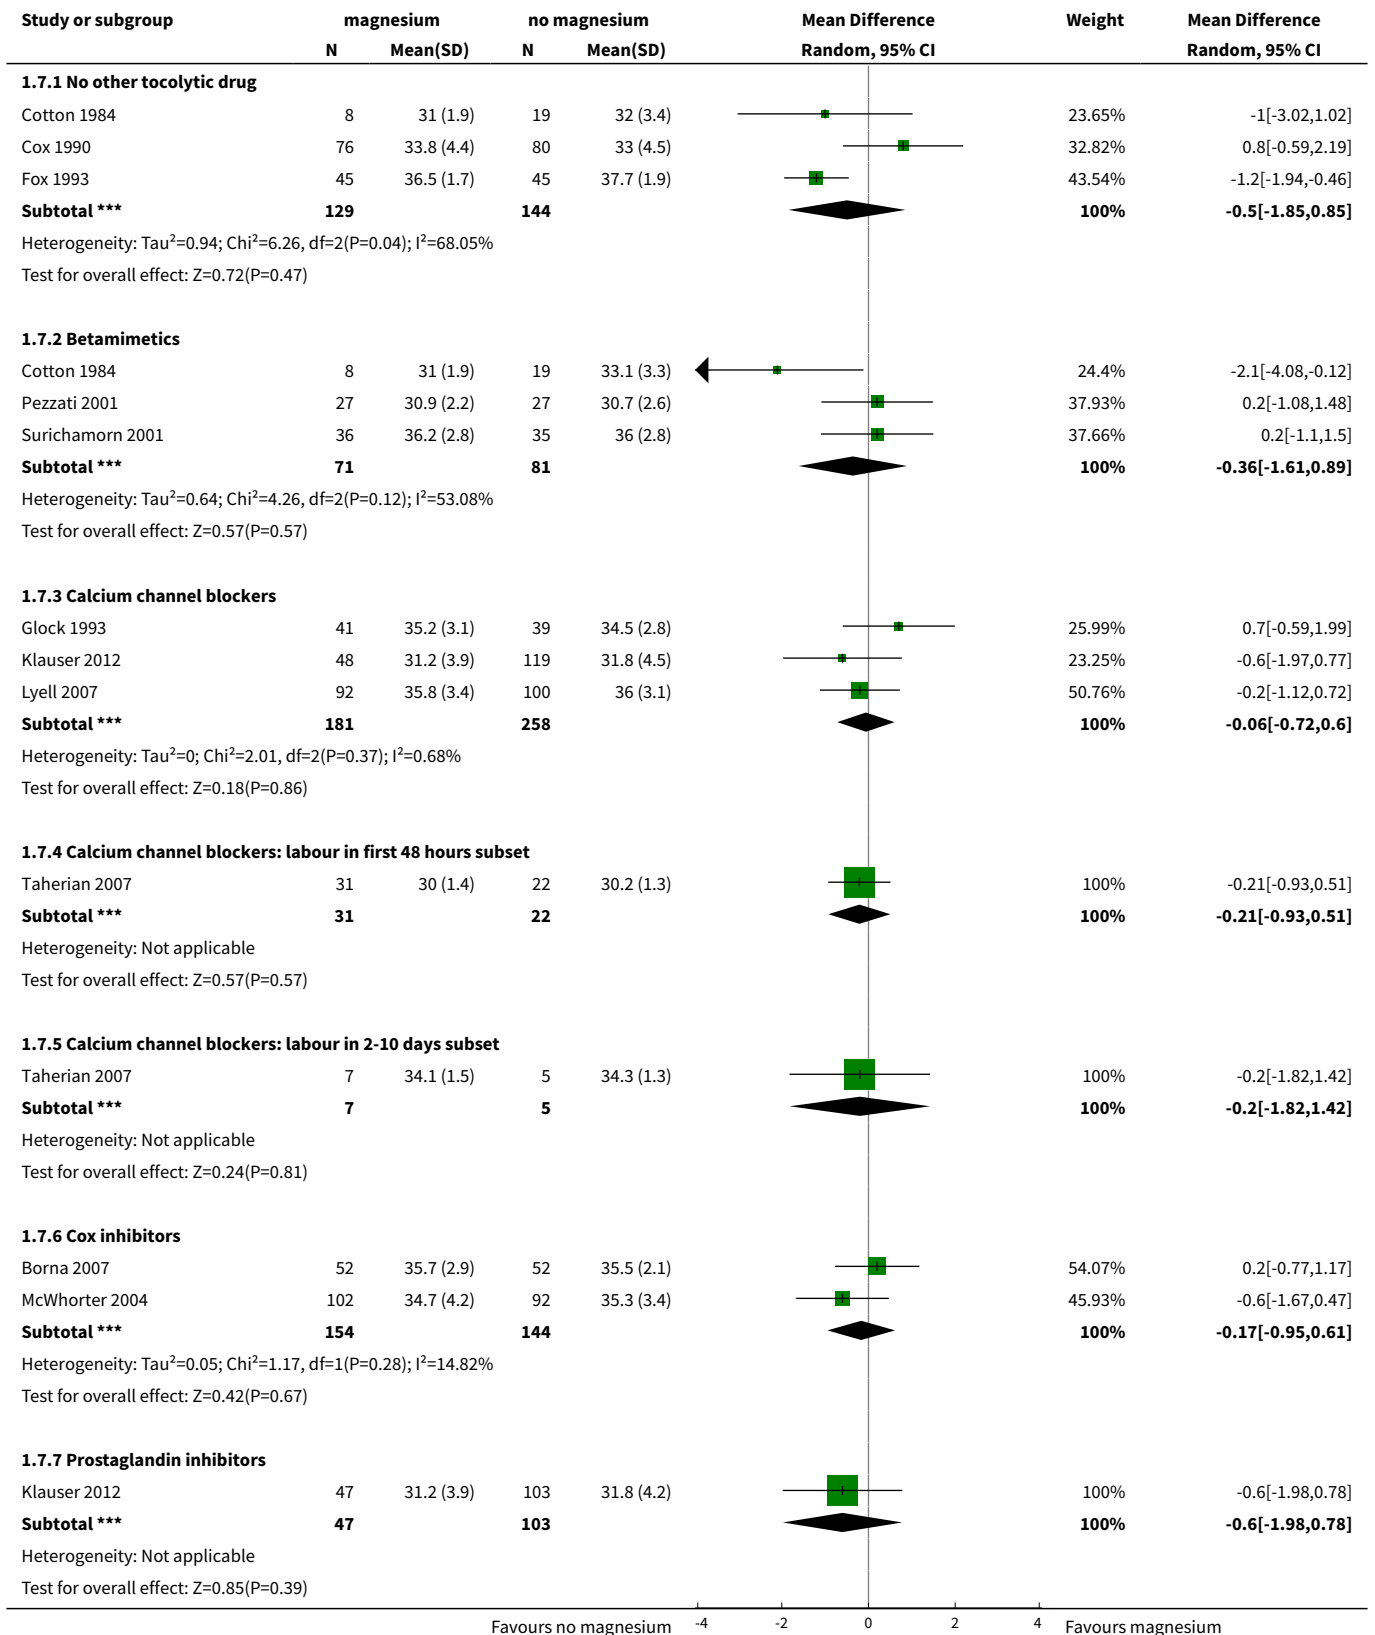 Study or subgroup magnesium no magnesium Mean Difference Weight Mean Difference
N Mean(SD) N Mean(SD) Random, 95% CI Random, 95% CI
1.7.1 No other tocolytic drug
Cotton 1984 8 31 (1.9) 19 32 (3.4) 23.65% -1[-3.02,1.02]
Cox 1990 76 33.8 (4.4) 80 33 (4.5) 32.82% 0.8[-0.59,2.19]
Fox 1993 45 36.5 (1.7) 45 37.7 (1.9) 43.54% -1.2[-1.94,-0.46]
Subtotal *** 129 144 100% -0.5[-1.85,0.85]
Heterogeneity: Tau²=0.94; Chi²=6.26, df=2(P=0.04); I²=68.05%
Test for overall effect: Z=0.72(P=0.47)
1.7.2 Betamimetics
Cotton 1984 8 31 (1.9) 19 33.1 (3.3) 24.4% -2.1[-4.08,-0.12]
Pezzati 2001 27 30.9 (2.2) 27 30.7 (2.6) 37.93% 0.2[-1.08,1.48]
Surichamorn 2001 36 36.2 (2.8) 35 36 (2.8) 37.66% 0.2[-1.1,1.5]
Subtotal *** 71 81 100% -0.36[-1.61,0.89]
Heterogeneity: Tau²=0.64; Chi²=4.26, df=2(P=0.12); I²=53.08%
Test for overall effect: Z=0.57(P=0.57)
1.7.3 Calcium channel blockers
Glock 1993 41 35.2 (3.1) 39 34.5 (2.8) 25.99% 0.7[-0.59,1.99]
Klauser 2012 48 31.2 (3.9) 119 31.8 (4.5) 23.25% -0.6[-1.97,0.77]
Lyell 2007 92 35.8 (3.4) 100 36 (3.1) 50.76% -0.2[-1.12,0.72]
Subtotal *** 181 258 100% -0.06[-0.72,0.6]
Heterogeneity: Tau²=0; Chi²=2.01, df=2(P=0.37); I²=0.68%
Test for overall effect: Z=0.18(P=0.86)
1.7.4 Calcium channel blockers: labour in first 48 hours subset
Taherian 2007 31 30 (1.4) 22 30.2 (1.3) 100% -0.21[-0.93,0.51]
Subtotal *** 31 22 100% -0.21[-0.93,0.51]
Heterogeneity: Not applicable
Test for overall effect: Z=0.57(P=0.57)
1.7.5 Calcium channel blockers: labour in 2-10 days subset
Taherian 2007 7 34.1 (1.5) 5 34.3 (1.3) 100% -0.2[-1.82,1.42]
Subtotal *** 7 5 100% -0.2[-1.82,1.42]
Heterogeneity: Not applicable
Test for overall effect: Z=0.24(P=0.81)
1.7.6 Cox inhibitors
Borna 2007 52 35.7 (2.9) 52 35.5 (2.1) 54.07% 0.2[-0.77,1.17]
McWhorter 2004 102 34.7 (4.2) 92 35.3 (3.4) 45.93% -0.6[-1.67,0.47]
Subtotal *** 154 144 100% -0.17[-0.95,0.61]
Heterogeneity: Tau²=0.05; Chi²=1.17, df=1(P=0.28); I²=14.82%
Test for overall effect: Z=0.42(P=0.67)
1.7.7 Prostaglandin inhibitors
Klauser 2012 47 31.2 (3.9) 103 31.8 (4.2) 100% -0.6[-1.98,0.78]
Subtotal *** 47 103 100% -0.6[-1.98,0.78]
Heterogeneity: Not applicable
Test for overall effect: Z=0.85(P=0.39)
Favours no magnesium -4 -2 0 2 4 Favours magnesium